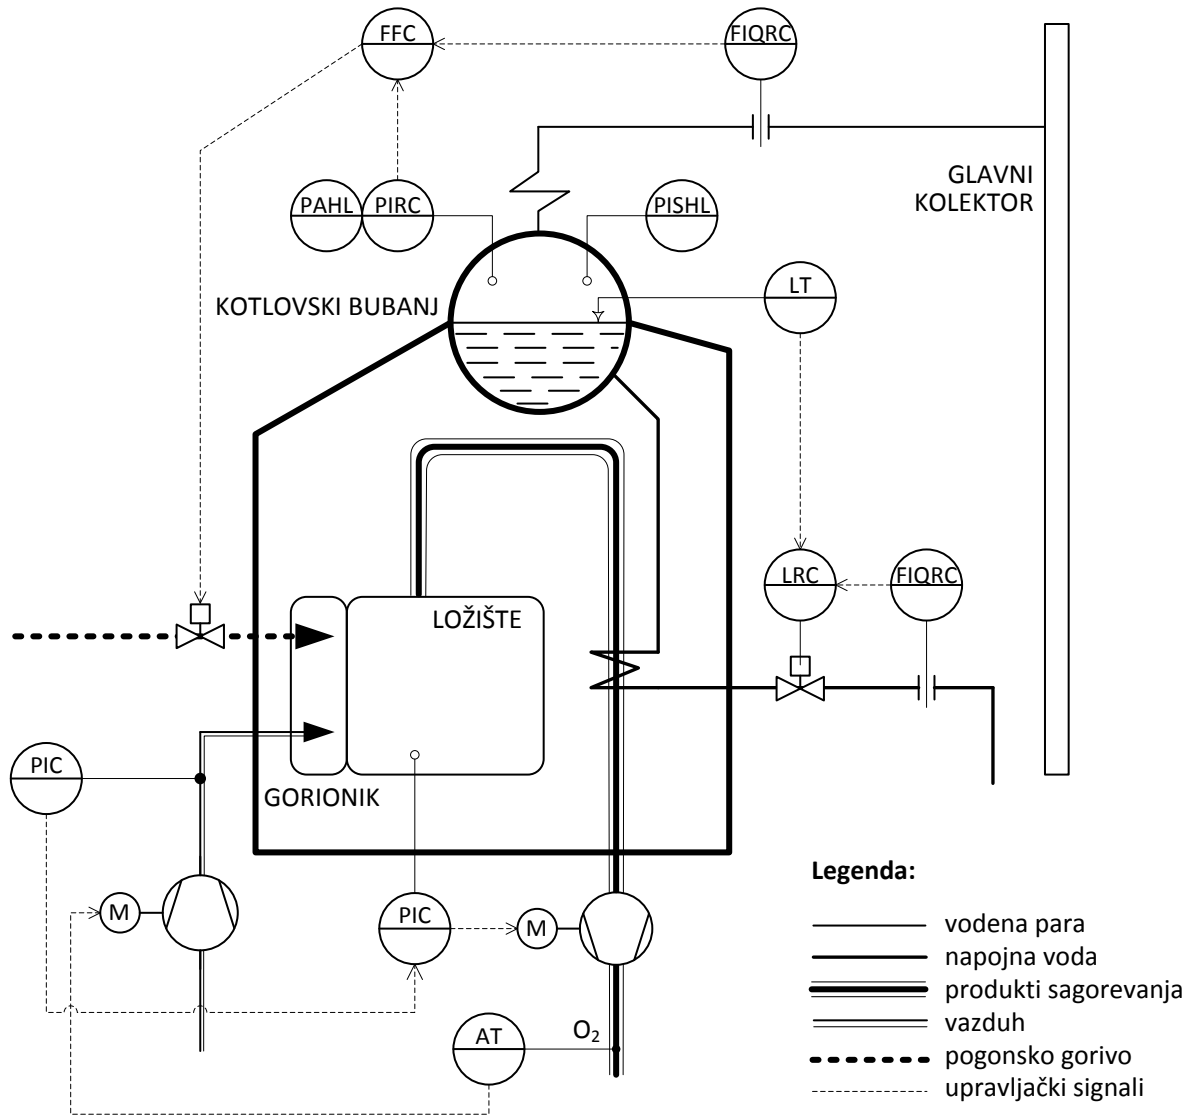 FFC
FIQRC
GLAVNI
KOLEKTOR
PAHL
PIRC
PISHL
LT
KOTLOVSKI BUBANJ
LRC
FIQRC
LOŽIŠTE
PIC
GORIONIK
M
PIC
M
AT
O₂
Legenda:
vodena para
napojna voda
produkti sagorevanja
vazduh
pogonsko gorivo
upravljački signali